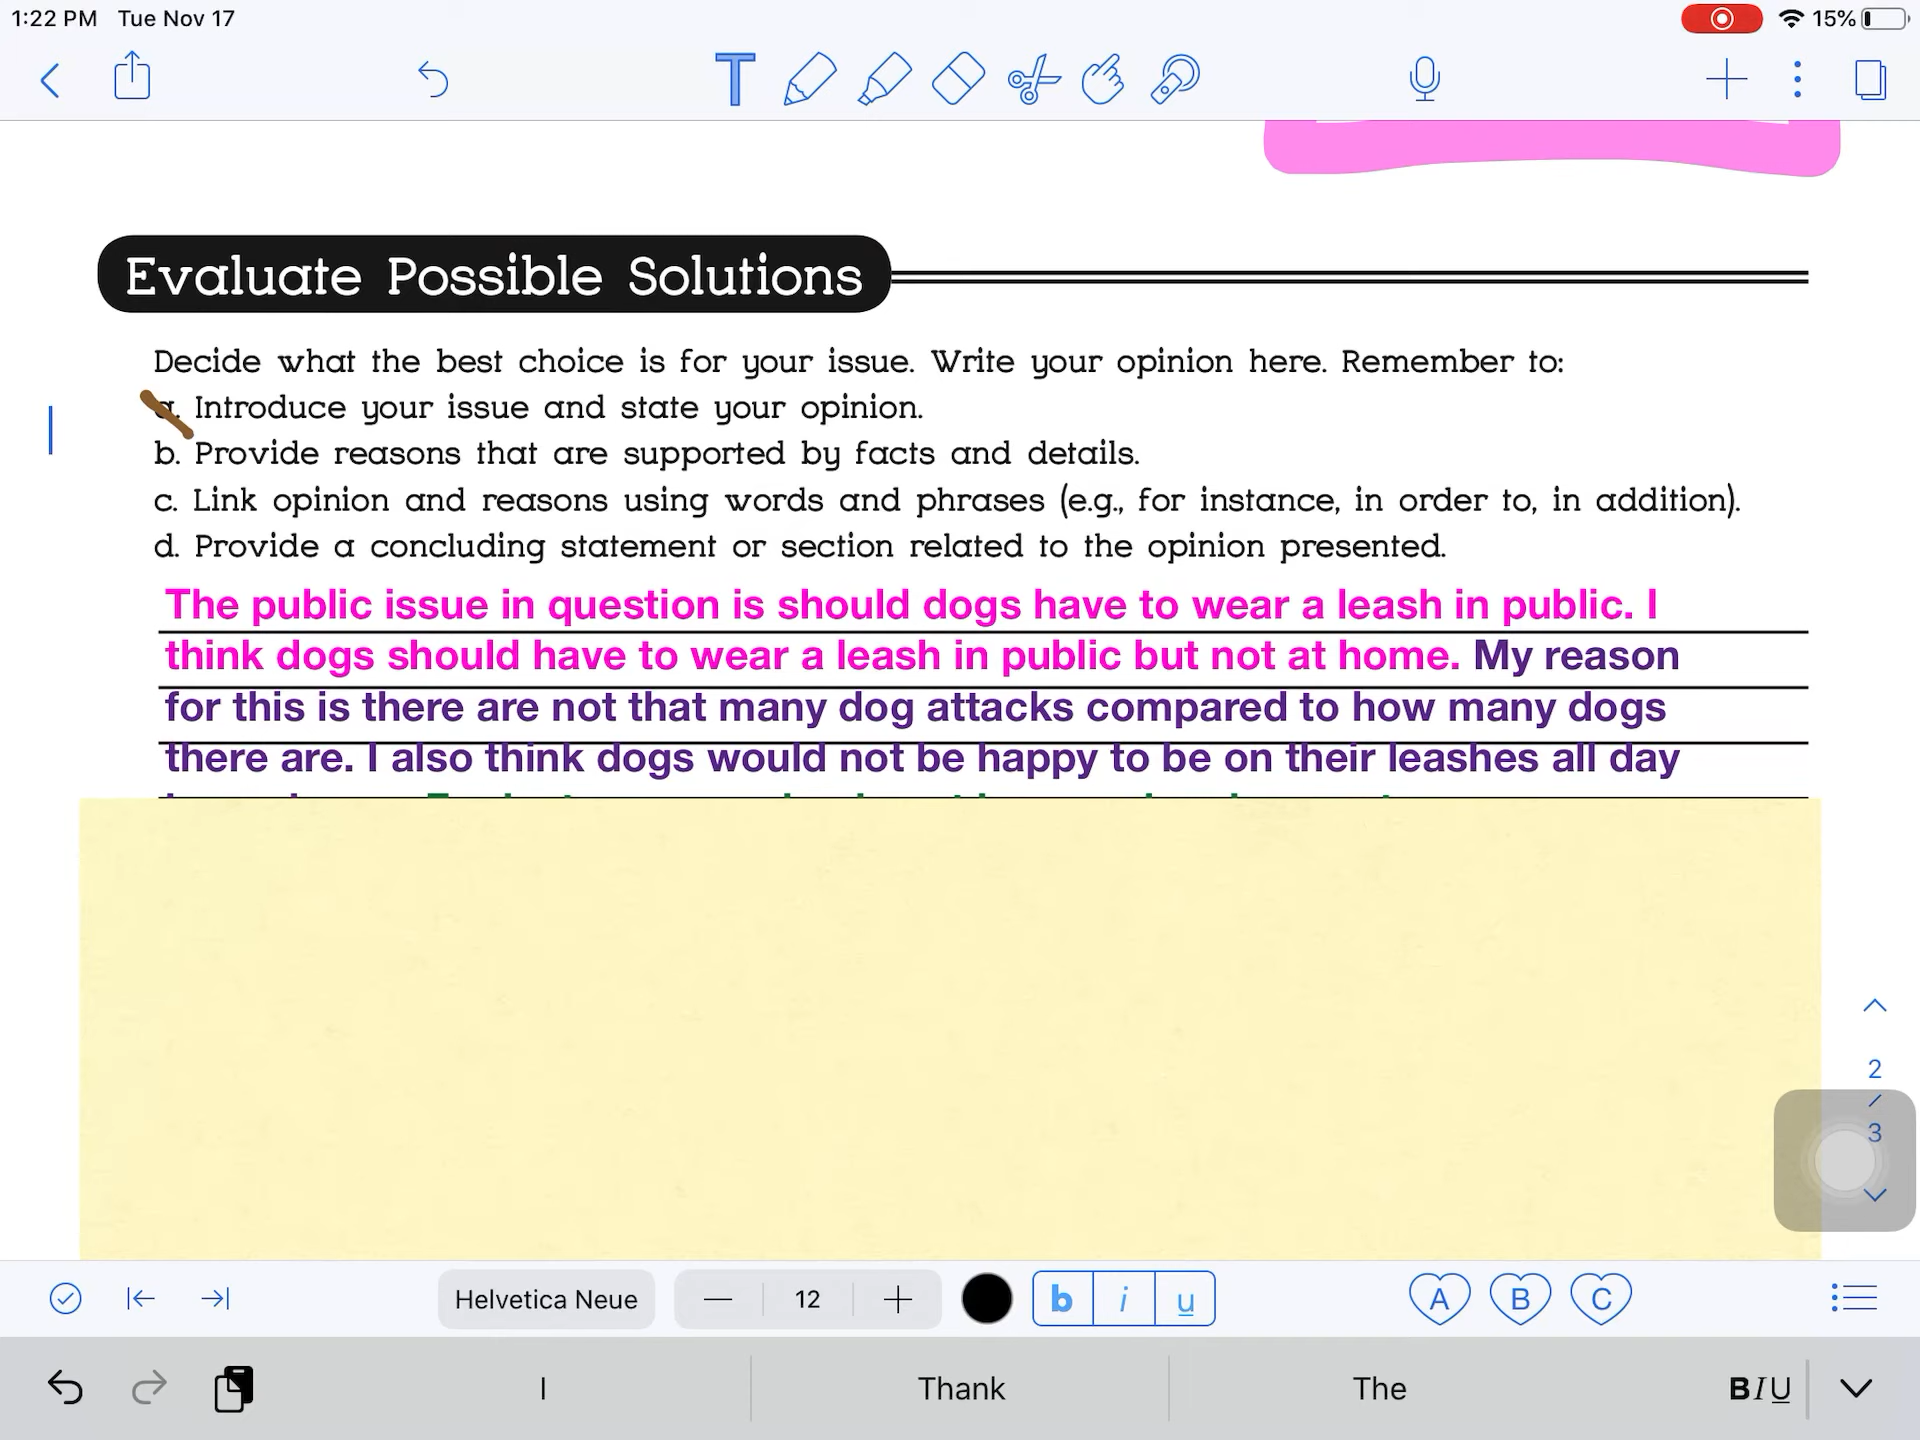 1:22 PM Tue Nov 17
15%
T
Evaluate Possible Solutions
Decide what the best choice is for your issue. Write your opinion here. Remember to:
a. Introduce your issue and state your opinion.
b. Provide reasons that are supported by facts and details.
c. Link opinion and reasons using words and phrases (e.g., for instance, in order to, in addition).
d. Provide a concluding statement or section related to the opinion presented.
The public issue in question is should dogs have to wear a leash in public. I
think dogs should have to wear a leash in public but not at home. My reason
for this is there are not that many dog attacks compared to how many dogs
there are. I also think dogs would not be happy to be on their leashes all day
2
/
3
Helvetica Neue
12
b i u
A B C
I Thank The BIU